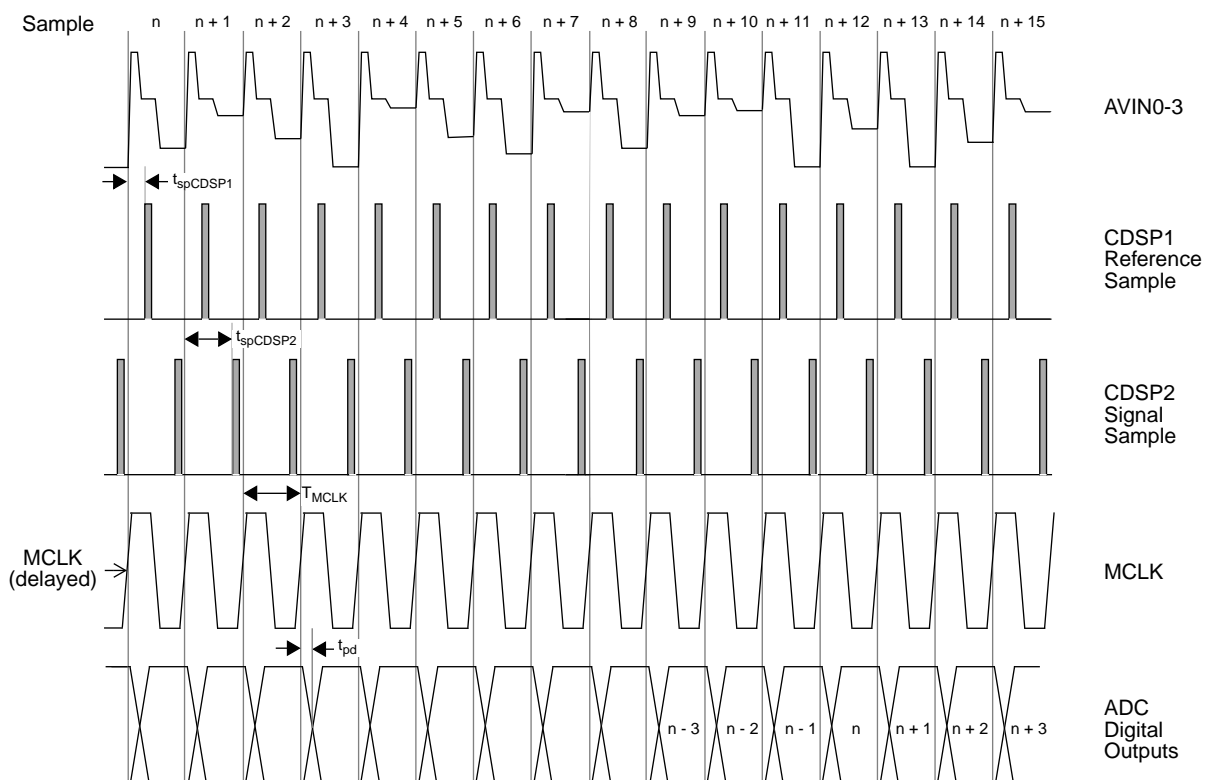 Sample n n + 1 n + 2 n + 3 n + 4 n + 5 n + 6 n + 7 n + 8 n + 9 n + 10 n + 11 n + 12 n + 13 n + 14 n + 15
AVIN0-3
tspCDSP1
CDSP1
Reference
Sample
tspCDSP2
CDSP2
Signal
Sample
TMCLK
MCLK
(delayed)
MCLK
tpd
n - 3 n - 2 n - 1 n n + 1 n + 2 n + 3
ADC
Digital
Outputs